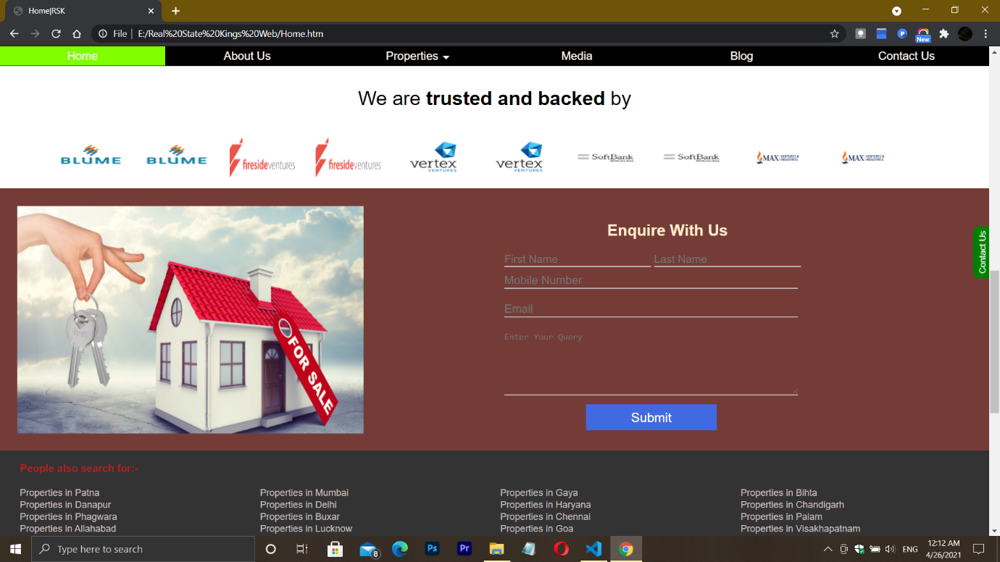 Home|RSK
File | E:/Real%20State%20Kings%20Web/Home.htm
New
Home About Us Properties Media Blog Contact Us
We are trusted and backed by
BLUME BLUME firesideventures firesideventures vertex VENTURES vertex VENTURES SoftBank SoftBank MAX VENTURES & INDUSTRIES MAX VENTURES & INDUSTRIES
Contact Us
Enquire With Us
First Name Last Name
Mobile Number
Email
Enter Your Query
FOR SALE
Submit
People also search for:-
Properties in Patna Properties in Mumbai Properties in Gaya Properties in Bihta
Properties in Danapur Properties in Delhi Properties in Haryana Properties in Chandigarh
Properties in Phagwara Properties in Buxar Properties in Chennai Properties in Palam
Properties in Allahabad Properties in Lucknow Properties in Goa Properties in Visakhapatnam
Type here to search 8 Ps Pr ENG 12:12 AM
4/26/2021